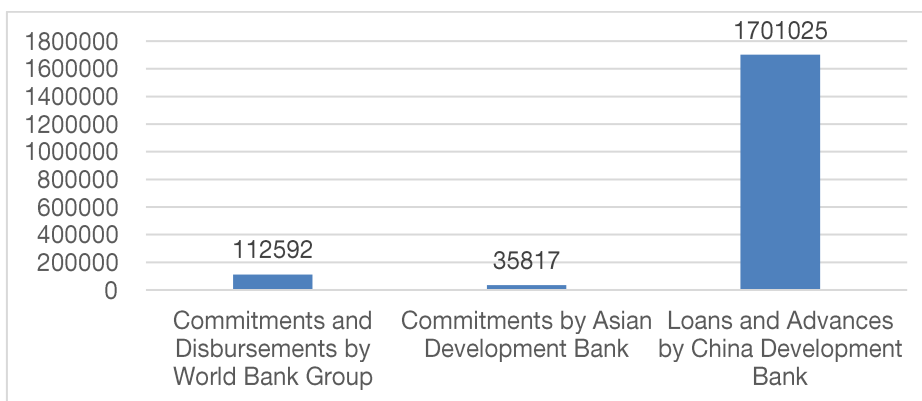 1701025
1800000
1600000
1400000
1200000
1000000
800000
600000
400000
200000
0
112592
35817
Commitments and
Disbursements by
World Bank Group
Commitments by Asian
Development Bank
Loans and Advances
by China Development
Bank